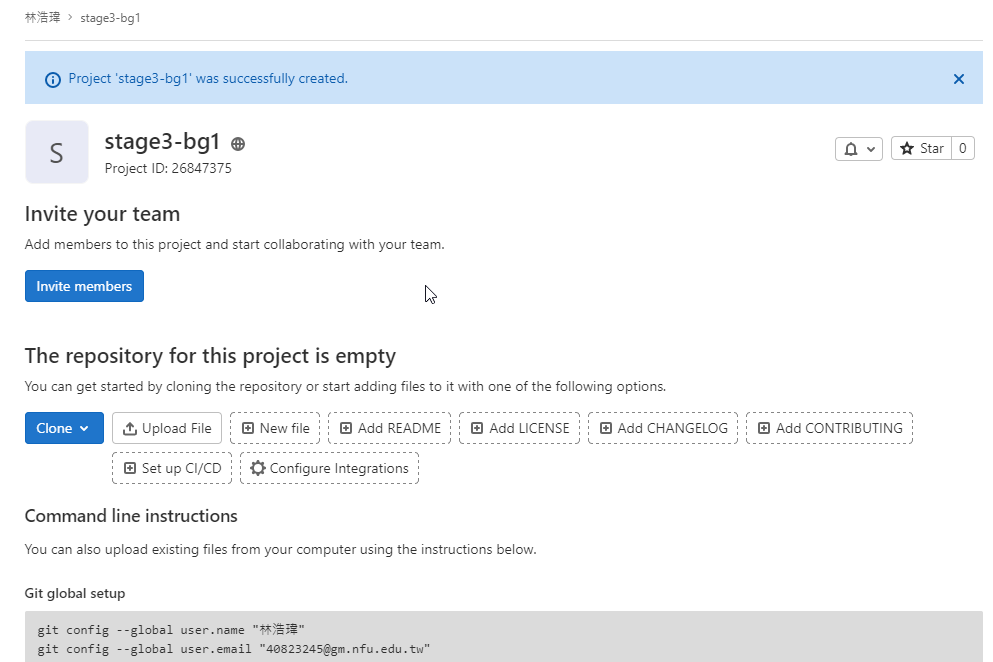 林浩瑋 › stage3-bg1
Project 'stage3-bg1' was successfully created.
S
stage3-bg1
Project ID: 26847375
Star 0
Invite your team
Add members to this project and start collaborating with your team.
Invite members
The repository for this project is empty
You can get started by cloning the repository or start adding files to it with one of the following options.
Clone Upload File New file Add README Add LICENSE Add CHANGELOG Add CONTRIBUTING
Set up CI/CD Configure Integrations
Command line instructions
You can also upload existing files from your computer using the instructions below.
Git global setup
git config --global user.name "林浩瑋"
git config --global user.email "40823245@gm.nfu.edu.tw"